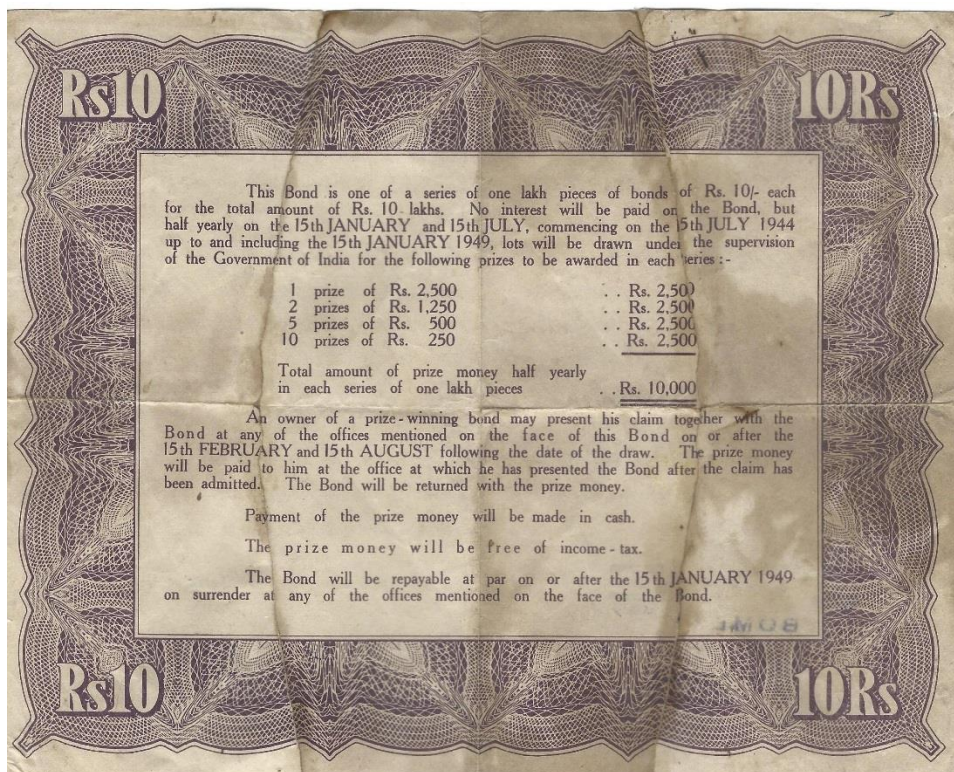 Rs10 10Rs
This Bond is one of a series of one lakh pieces of bonds of Rs. 10/- each
for the total amount of Rs. 10 lakhs. No interest will be paid on the Bond, but
half yearly on the 15th JANUARY and 15th JULY, commencing on the 15th JULY 1944
up to and including the 15th JANUARY 1949, lots will be drawn under the supervision
of the Government of India for the following prizes to be awarded in each series :-
1 prize of Rs. 2,500 . . Rs. 2,500
2 prizes of Rs. 1,250 . . Rs. 2,500
5 prizes of Rs. 500 . . Rs. 2,500
10 prizes of Rs. 250 . . Rs. 2,500
Total amount of prize money half yearly
in each series of one lakh pieces . . Rs. 10,000
An owner of a prize-winning bond may present his claim together with the
Bond at any of the offices mentioned on the face of this Bond on or after the
15th FEBRUARY and 15th AUGUST following the date of the draw. The prize money
will be paid to him at the office at which he has presented the Bond after the claim has
been admitted. The Bond will be returned with the prize money.
Payment of the prize money will be made in cash.
The prize money will be free of income-tax.
The Bond will be repayable at par on or after the 15th JANUARY 1949
on surrender at any of the offices mentioned on the face of the Bond.
Rs10 10Rs